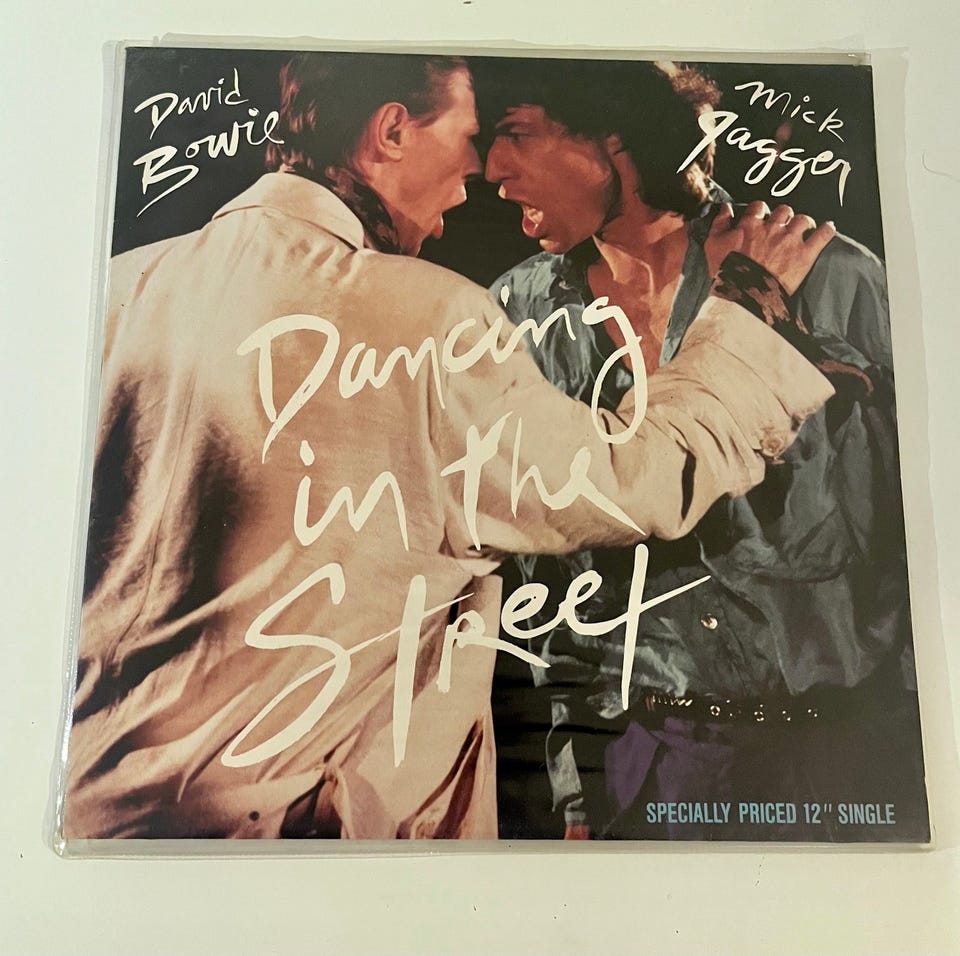 David
Bowie
Mick
Jagger
Dancing
in the
Street
SPECIALLY PRICED 12" SINGLE